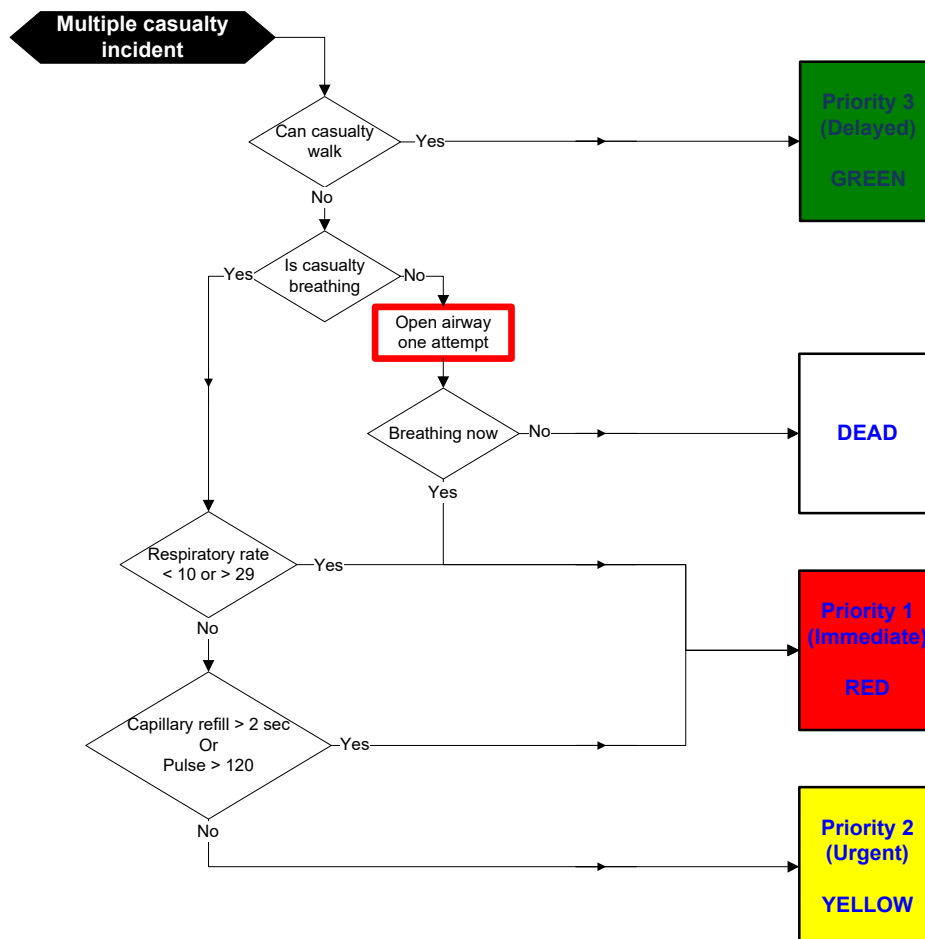 Multiple casualty
incident
Can casualty
walk
Yes
Priority 3
(Delayed)
GREEN
No
Is casualty
breathing
Yes
No
Open airway
one attempt
Breathing now
No
DEAD
Yes
Respiratory rate
< 10 or > 29
Yes
Priority 1
(Immediate)
RED
No
Capillary refill > 2 sec
Or
Pulse > 120
Yes
No
Priority 2
(Urgent)
YELLOW